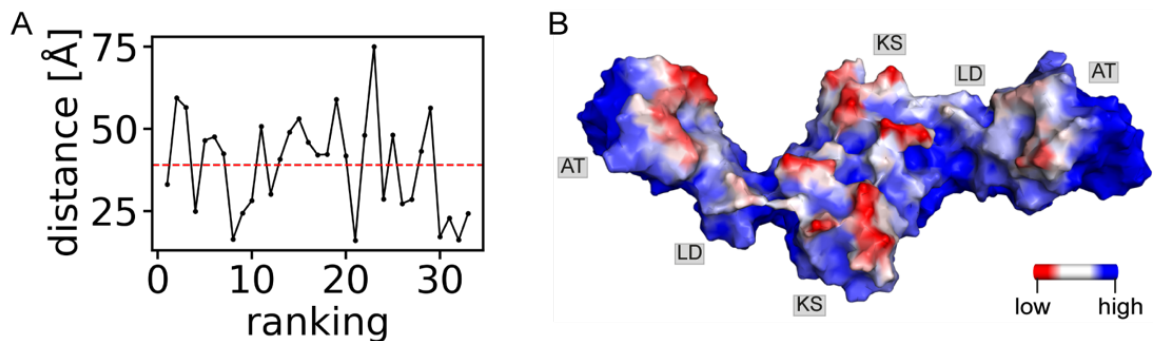 A
distance [Å]
75
50
25
0
10
20
30
ranking
B
KS
LD
AT
AT
LD
KS
low
high